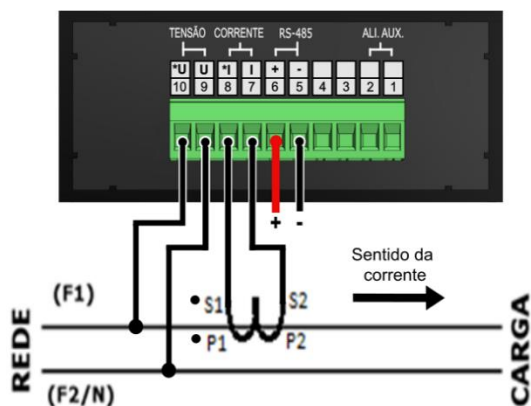 TENSÃO CORRENTE RS-485 ALI. AUX.
*U U *I I + -
10 9 8 7 6 5 4 3 2 1
+ -
Sentido da
corrente
(F1)
• S1 S2
• P1 P2
REDE
CARGA
(F2/N)